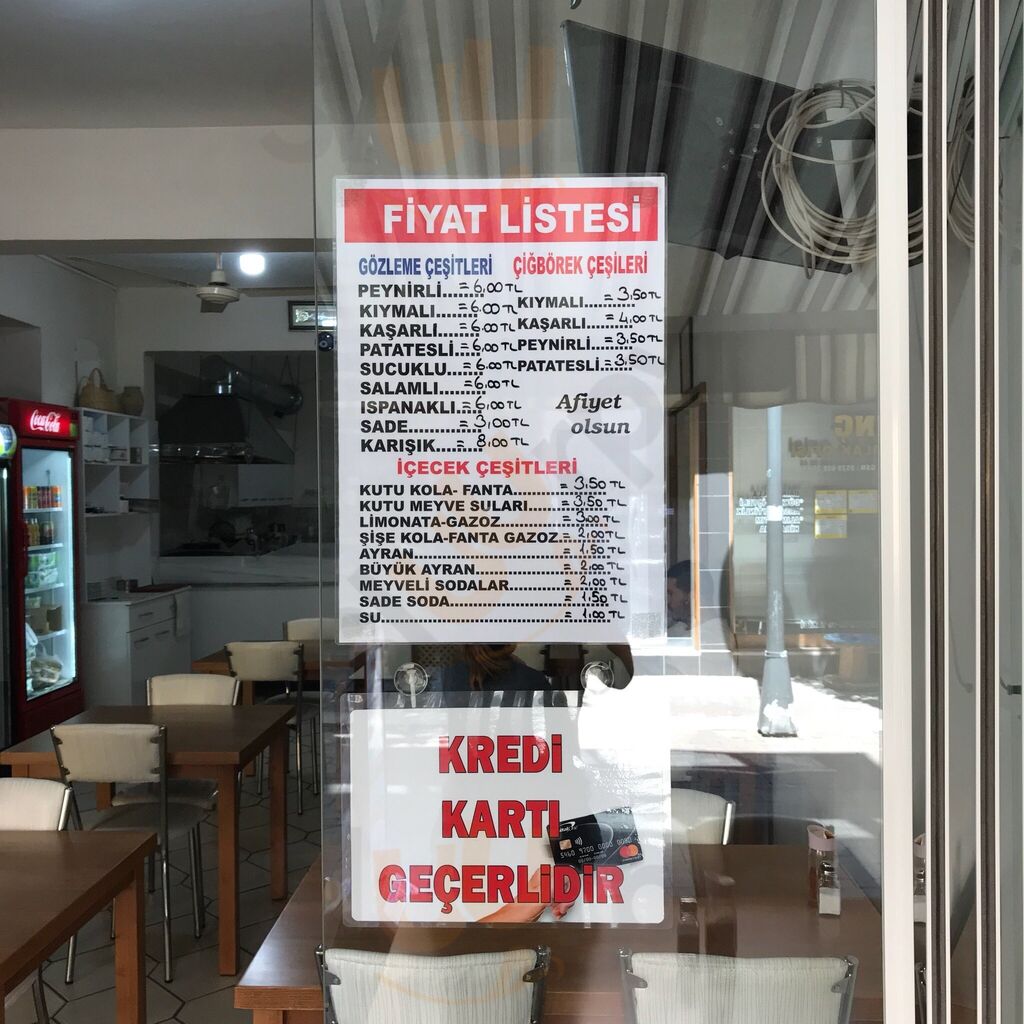 FİYAT LİSTESİ
GÖZLEME ÇEŞİTLERİ
PEYNİRLİ........ = 6,00 TL
KIYMALI.... = 6.00 TL
KAŞARLI..... = 6,00 TL
PATATESLİ.... = 6,00 TL
SUCUKLU.... = 6.00 TL
SALAMLI.... = 6.00 TL
ISPANAKLI.... = 6,00 TL
SADE........ = 3,00 TL
KARIŞIK.... = 8.00 TL
ÇİĞBÖREK ÇEŞİLERİ
KIYMALI.... = 3,50 TL
KAŞARLI....... = 4,00 TL
PEYNİRLİ..... = 3.50 TL
PATATESLİ.... = 3,50 TL
Afiyet
olsun
İÇECEK ÇEŞİTLERİ
KUTU KOLA- FANTA.......... = 3.50 TL
KUTU MEYVE SULARI....... = 3,50 TL
LİMONATA-GAZOZ.......... = 3.00 TL
ŞİŞE KOLA-FANTA GAZOZ.. = 2,00 TL
AYRAN.......................... = 1.50 TL
BÜYÜK AYRAN............... = 2.00 TL
MEYVELİ SODALAR......... = 2,00 TL
SADE SODA.................... = 1.50 TL
SU................................. = 1.00 TL
KREDİ
KARTI
GEÇERLİDİR
5460 9700 0000 0000
Coca-Cola